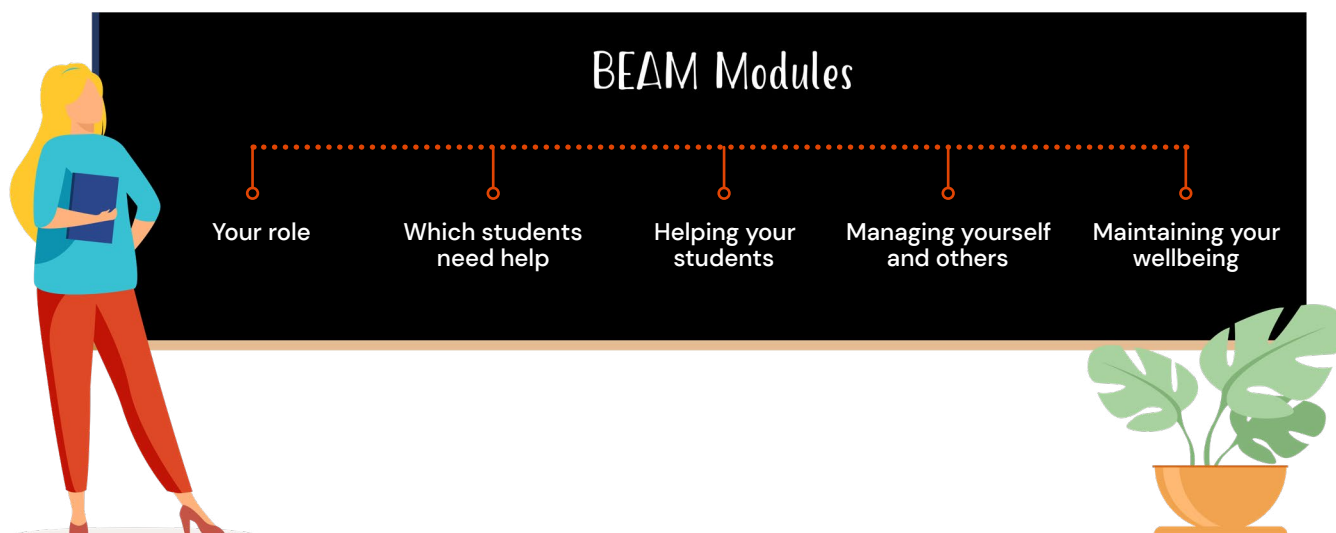 BEAM Modules
Your role
Which students
need help
Helping your
students
Managing yourself
and others
Maintaining your
wellbeing